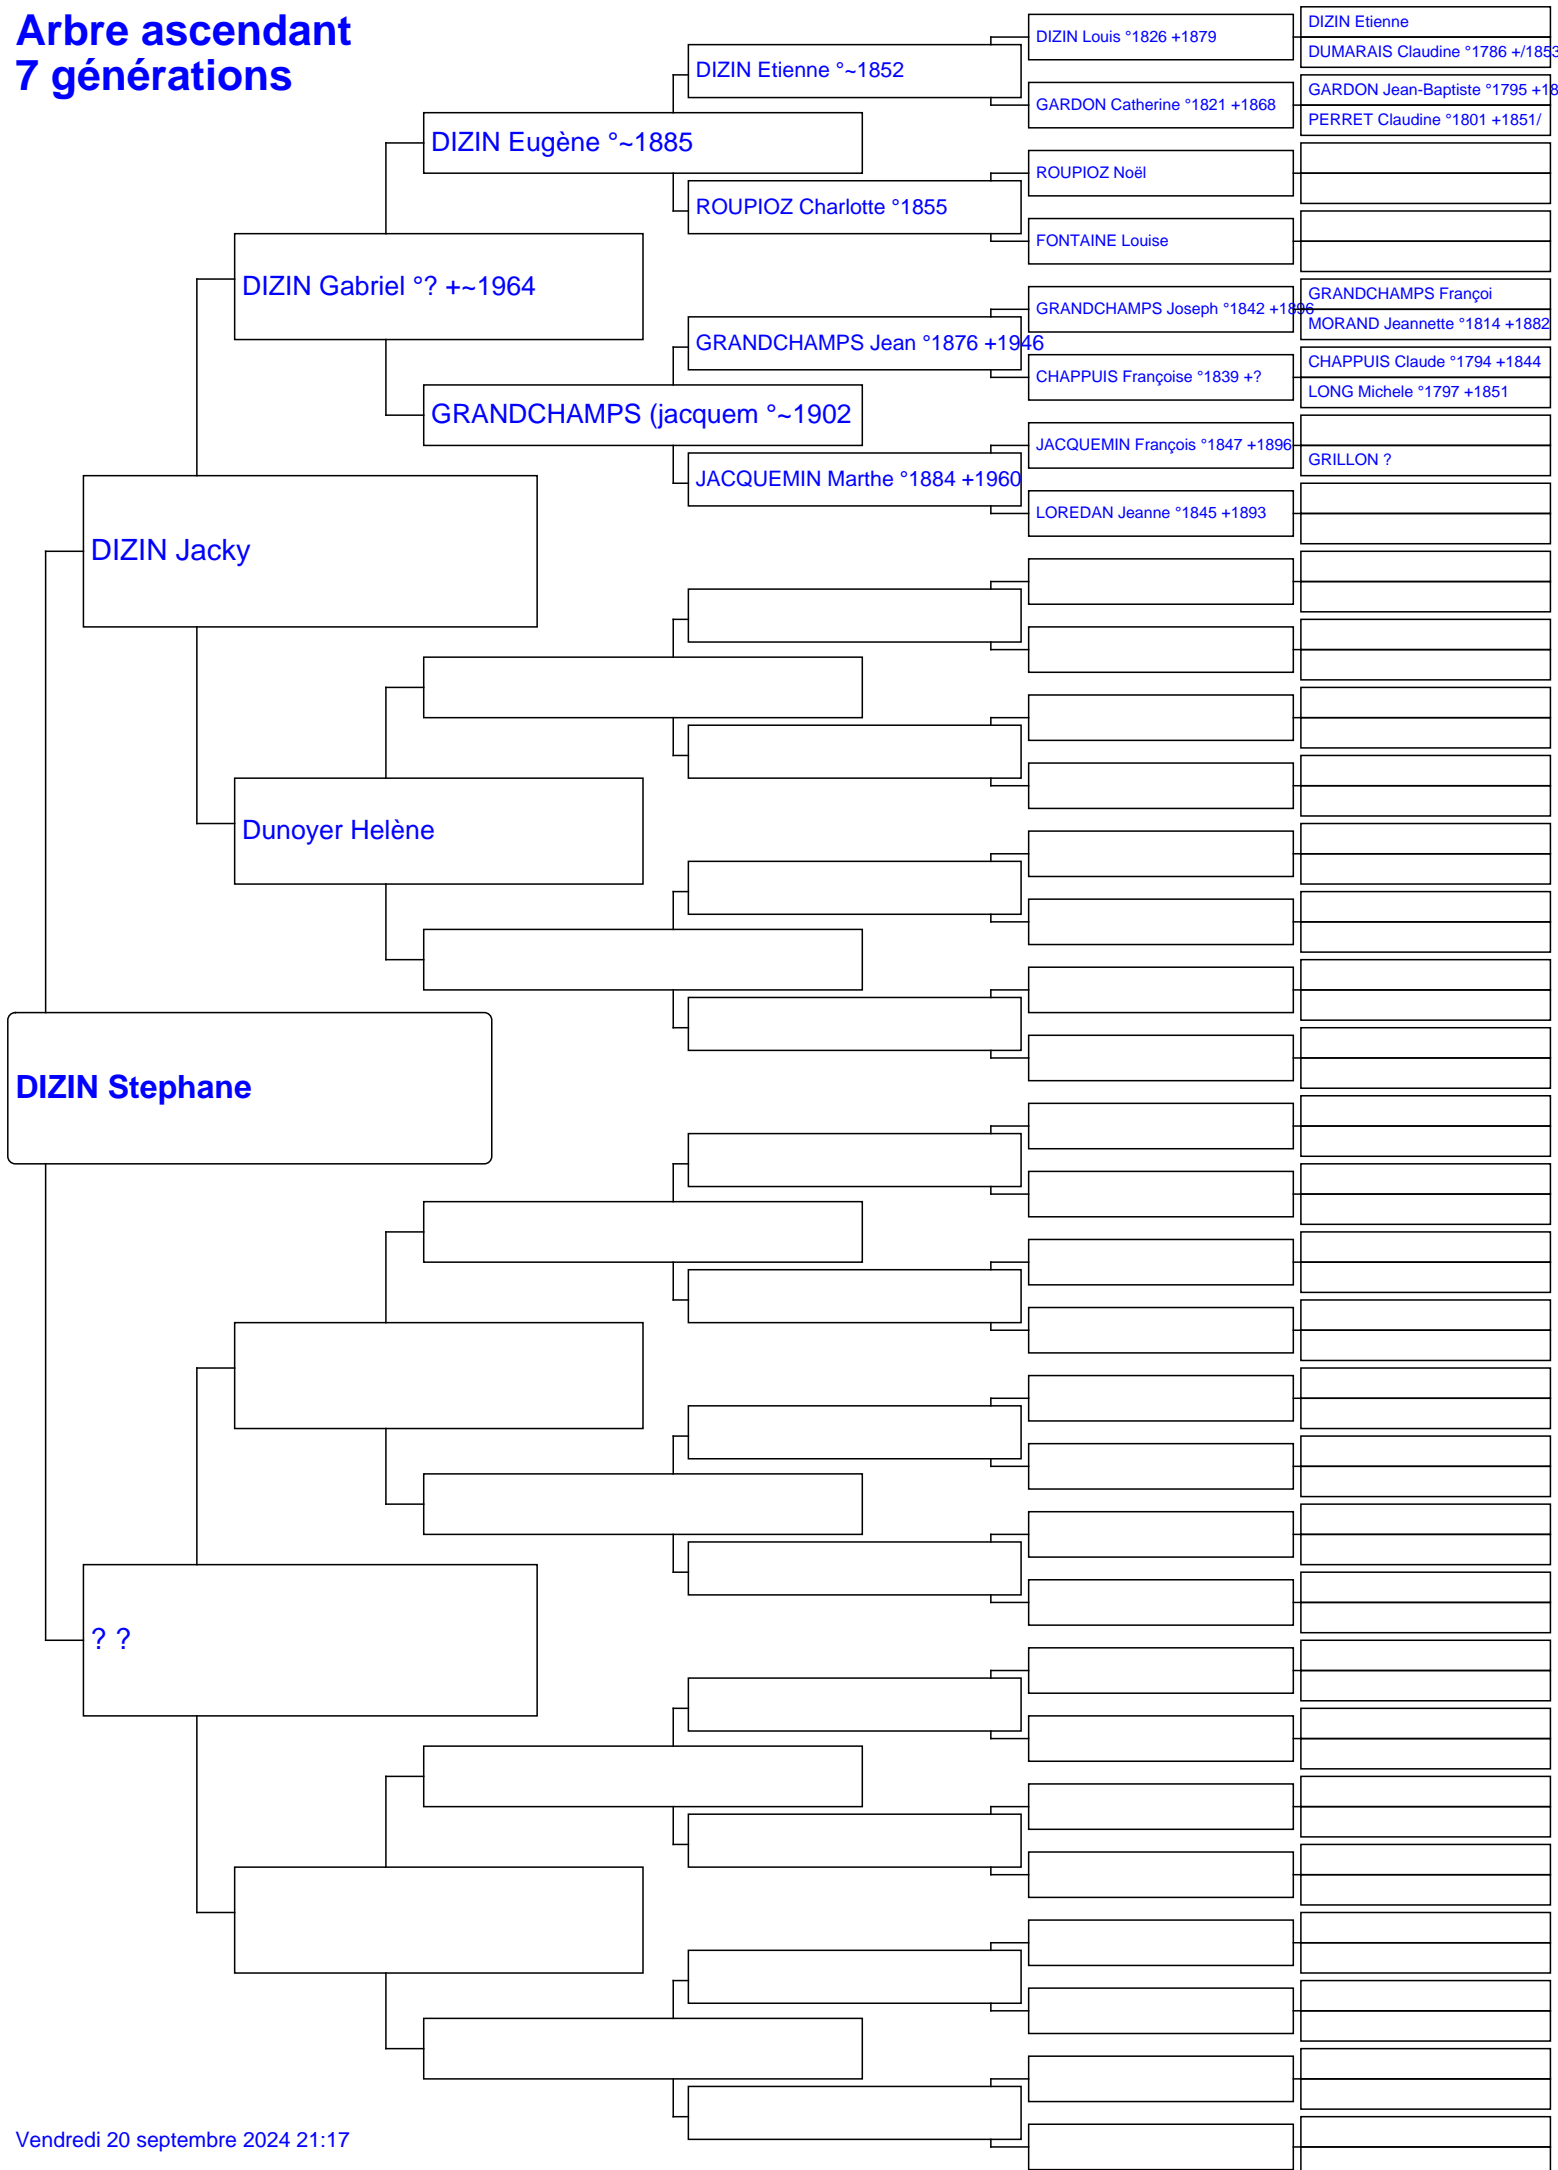 Arbre ascendant
7 générations
DIZIN Stephane
DIZIN Jacky
? ?
DIZIN Gabriel °? +~1964
Dunoyer Helène
DIZIN Eugène °~1885
GRANDCHAMPS (jacquem °~1902
DIZIN Etienne °~1852
ROUPIOZ Charlotte °1855
GRANDCHAMPS Jean °1876 +1946
JACQUEMIN Marthe °1884 +1960
DIZIN Louis °1826 +1879
GARDON Catherine °1821 +1868
ROUPIOZ Noël
FONTAINE Louise
GRANDCHAMPS Joseph °1842 +1896
CHAPPUIS Françoise °1839 +?
JACQUEMIN François °1847 +1896
LOREDAN Jeanne °1845 +1893
DIZIN Etienne
DUMARAIS Claudine °1786 +/1853
GARDON Jean-Baptiste °1795 +18
PERRET Claudine °1801 +1851/
GRANDCHAMPS Françoi
MORAND Jeannette °1814 +1882
CHAPPUIS Claude °1794 +1844
LONG Michele °1797 +1851
GRILLON ?
Vendredi 20 septembre 2024 21:17